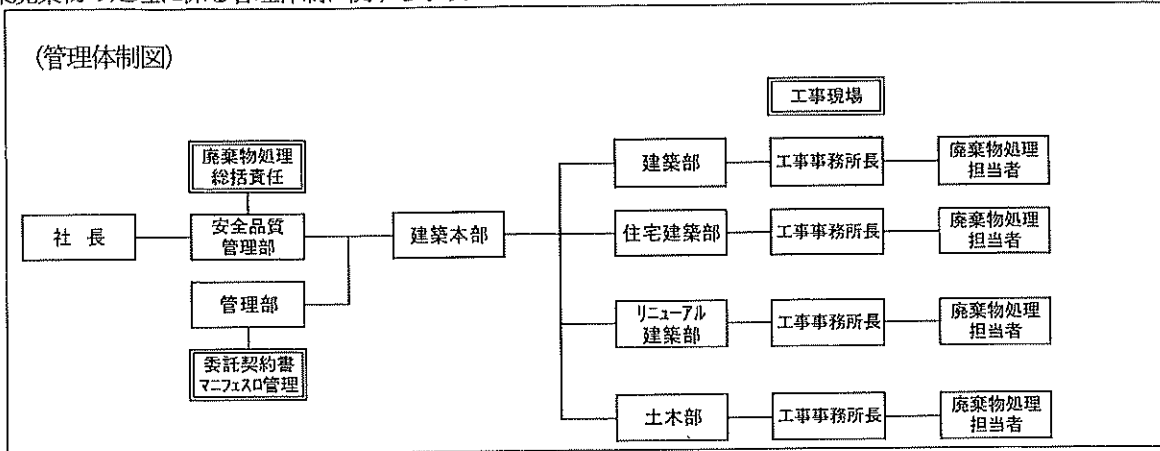 (管理体制図)
工事現場
廃棄物処理
総括責任
社 長
安全品質
管理部
管理部
委託契約書
マニフェスロ管理
建築本部
建築部
工事事務所長
廃棄物処理
担当者
住宅建築部
工事事務所長
廃棄物処理
担当者
リニューアル
建築部
工事事務所長
廃棄物処理
担当者
土木部
工事事務所長
廃棄物処理
担当者